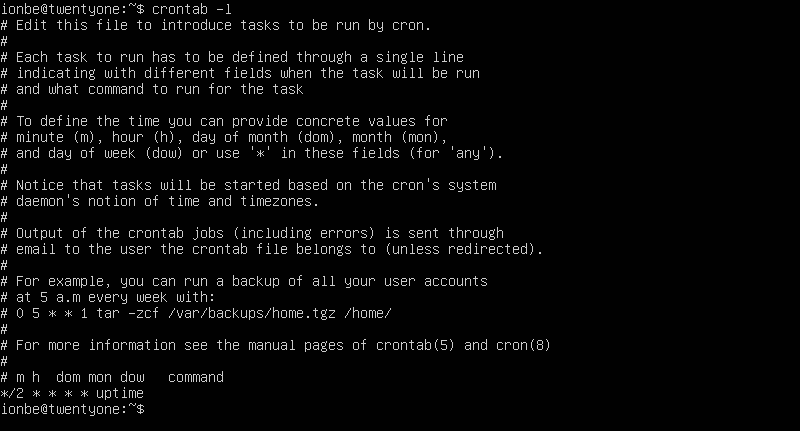 ionbe@twentyone:~$ crontab -l
# Edit this file to introduce tasks to be run by cron.
#
# Each task to run has to be defined through a single line
# indicating with different fields when the task will be run
# and what command to run for the task
#
# To define the time you can provide concrete values for
# minute (m), hour (h), day of month (dom), month (mon),
# and day of week (dow) or use '*' in these fields (for 'any').
#
# Notice that tasks will be started based on the cron's system
# daemon's notion of time and timezones.
#
# Output of the crontab jobs (including errors) is sent through
# email to the user the crontab file belongs to (unless redirected).
#
# For example, you can run a backup of all your user accounts
# at 5 a.m every week with:
# 0 5 * * 1 tar -zcf /var/backups/home.tgz /home/
#
# For more information see the manual pages of crontab(5) and cron(8)
#
# m h  dom mon dow   command
*/2 * * * * uptime
ionbe@twentyone:~$